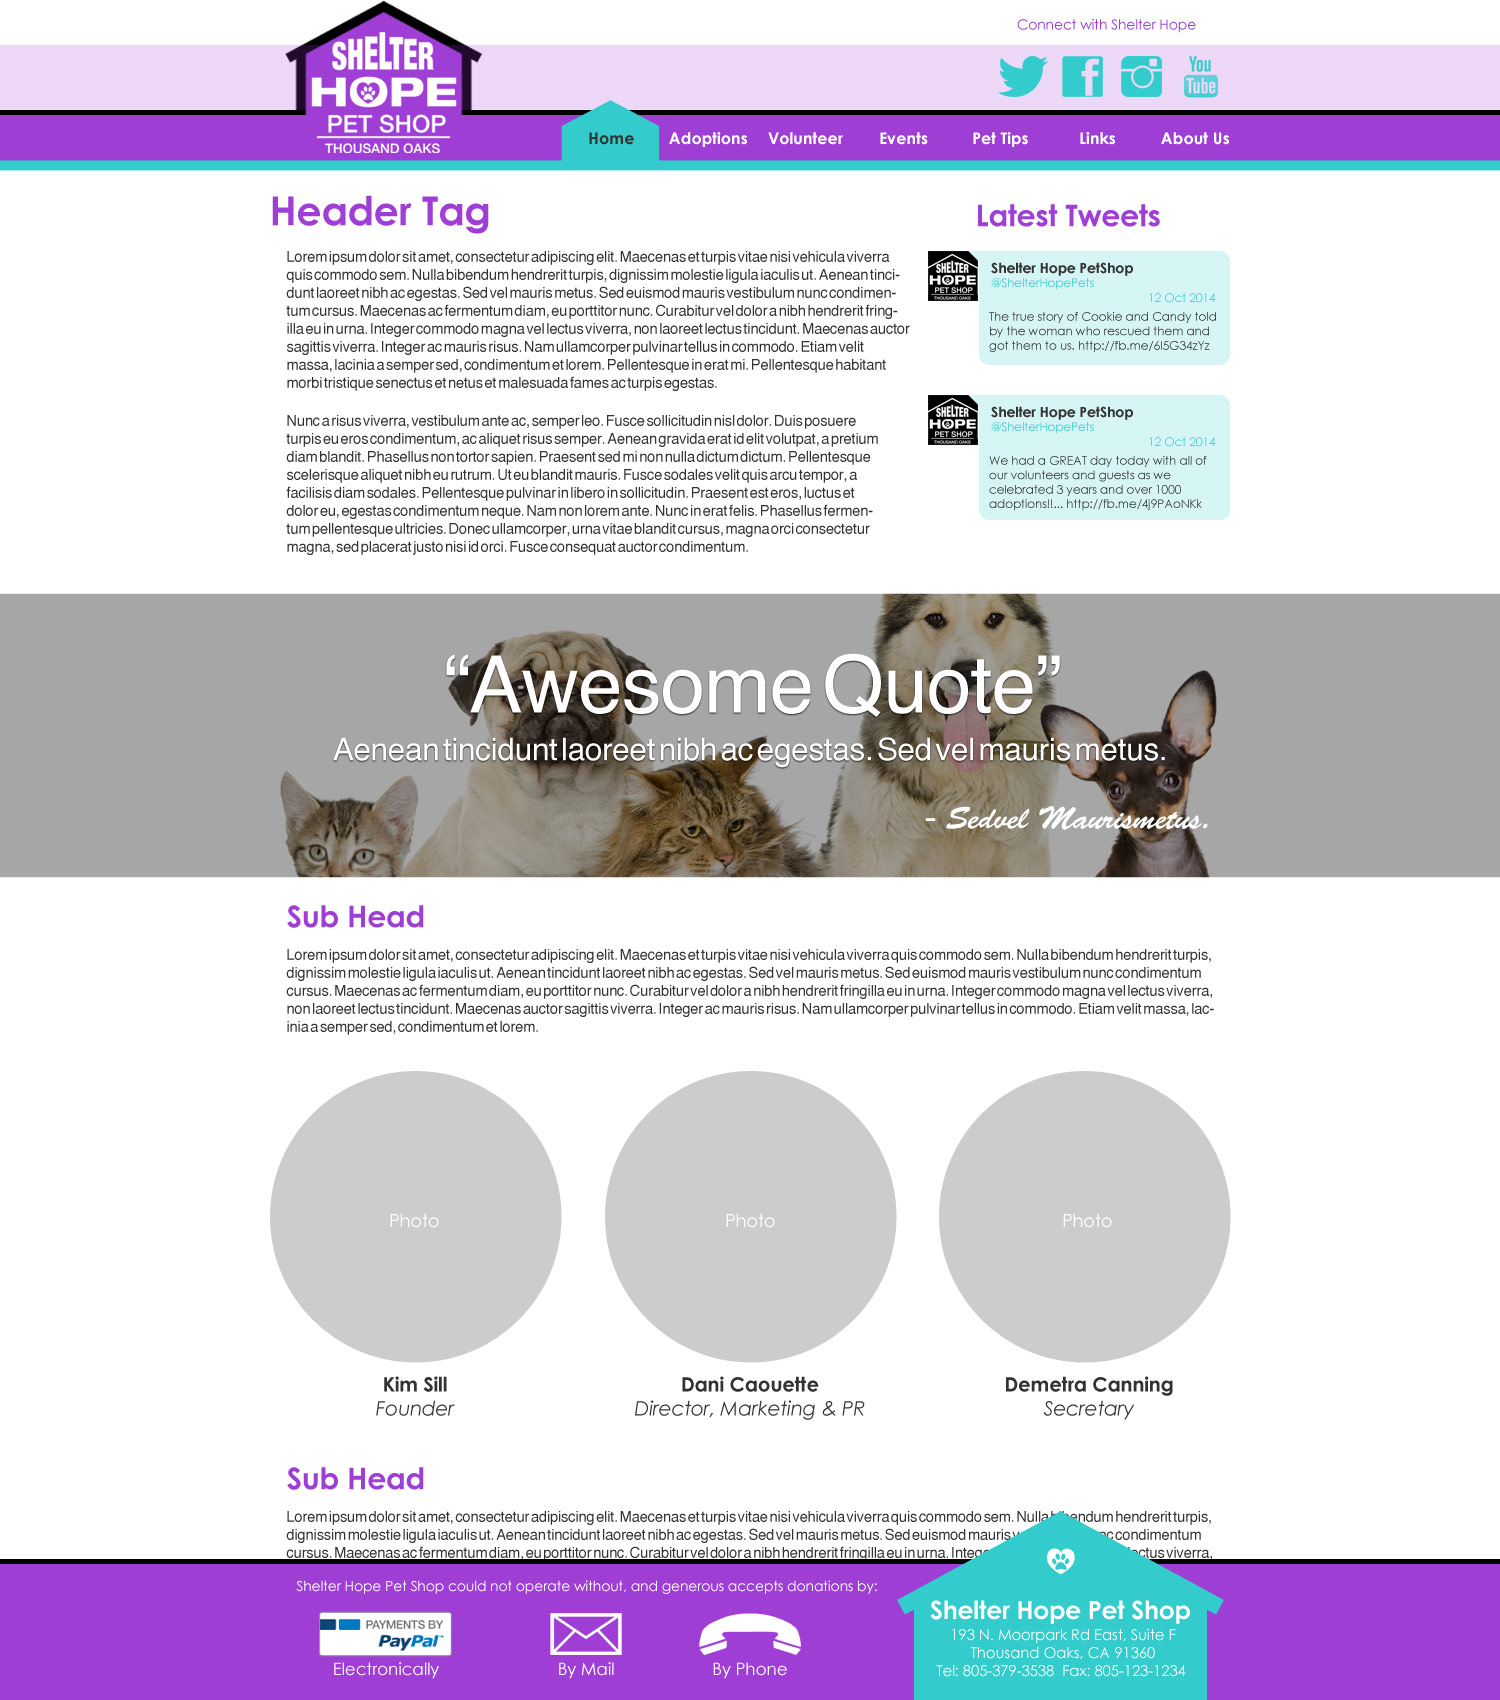 SHELTER
HOPE
PET SHOP
THOUSAND OAKS
Connect with Shelter Hope
You
Tube
Home Adoptions Volunteer Events Pet Tips Links About Us
Header Tag
Lorem ipsum dolor sit amet, consectetur adipiscing elit. Maecenas et turpis vitae nisi vehicula viverra
quis commodo sem. Nulla bibendum hendrerit turpis, dignissim molestie ligula iaculis ut. Aenean tinci-
dunt laoreet nibh ac egestas. Sed vel mauris metus. Sed euismod mauris vestibulum nunc condimen-
tum cursus. Maecenas ac fermentum diam, eu porttitor nunc. Curabitur vel dolor a nibh hendrerit fring-
illa eu in urna. Integer commodo magna vel lectus viverra, non laoreet lectus tincidunt. Maecenas auctor
sagittis viverra. Integer ac mauris risus. Nam ullamcorper pulvinar tellus in commodo. Etiam velit
massa, lacinia a semper sed, condimentum et lorem. Pellentesque in erat mi. Pellentesque habitant
morbi tristique senectus et netus et malesuada fames ac turpis egestas.
Nunc a risus viverra, vestibulum ante ac, semper leo. Fusce sollicitudin nisl dolor. Duis posuere
turpis eu eros condimentum, ac aliquet risus semper. Aenean gravida erat id elit volutpat, a pretium
diam blandit. Phasellus non tortor sapien. Praesent sed mi non nulla dictum dictum. Pellentesque
scelerisque aliquet nibh eu rutrum. Ut eu blandit mauris. Fusce sodales velit quis arcu tempor, a
facilisis diam sodales. Pellentesque pulvinar in libero in sollicitudin. Praesent est eros, luctus et
dolor eu, egestas condimentum neque. Nam non lorem ante. Nunc in erat felis. Phasellus fermen-
tum pellentesque ultricies. Donec ullamcorper, urna vitae blandit cursus, magna orci consectetur
magna, sed placerat justo nisi id orci. Fusce consequat auctor condimentum.
Latest Tweets
SHELTER
HOPE
PET SHOP
THOUSAND OAKS
Shelter Hope PetShop
@ShelterHopePets
12 Oct 2014
The true story of Cookie and Candy told
by the woman who rescued them and
got them to us. http://fb.me/6I5G34zYz
SHELTER
HOPE
PET SHOP
THOUSAND OAKS
Shelter Hope PetShop
@ShelterHopePets
12 Oct 2014
We had a GREAT day today with all of
our volunteers and guests as we
celebrated 3 years and over 1000
adoptions!!... http://fb.me/4j9PAoNKk
“Awesome Quote”
Aenean tincidunt laoreet nibh ac egestas. Sed vel mauris metus.
- Sedvel Maurismetus.
Sub Head
Lorem ipsum dolor sit amet, consectetur adipiscing elit. Maecenas et turpis vitae nisi vehicula viverra quis commodo sem. Nulla bibendum hendrerit turpis,
dignissim molestie ligula iaculis ut. Aenean tincidunt laoreet nibh ac egestas. Sed vel mauris metus. Sed euismod mauris vestibulum nunc condimentum
cursus. Maecenas ac fermentum diam, eu porttitor nunc. Curabitur vel dolor a nibh hendrerit fringilla eu in urna. Integer commodo magna vel lectus viverra,
non laoreet lectus tincidunt. Maecenas auctor sagittis viverra. Integer ac mauris risus. Nam ullamcorper pulvinar tellus in commodo. Etiam velit massa, lac-
inia a semper sed, condimentum et lorem.
Photo Photo Photo
Kim Sill
Founder
Dani Caouette
Director, Marketing & PR
Demetra Canning
Secretary
Sub Head
Lorem ipsum dolor sit amet, consectetur adipiscing elit. Maecenas et turpis vitae nisi vehicula viverra quis commodo sem. Nulla bibendum hendrerit turpis,
dignissim molestie ligula iaculis ut. Aenean tincidunt laoreet nibh ac egestas. Sed vel mauris metus. Sed euismod mauris condimentum
cursus. Maecenas ac fermentum diam, eu porttitor nunc. Curabitur vel dolor a nibh hendrerit fringilla eu in urna. viverra,
Shelter Hope Pet Shop could not operate without, and generous accepts donations by:
PAYMENTS BY
PayPal™
Electronically
By Mail
By Phone
Shelter Hope Pet Shop
193 N. Moorpark Rd East, Suite F
Thousand Oaks, CA 91360
Tel: 805-379-3538 Fax: 805-123-1234